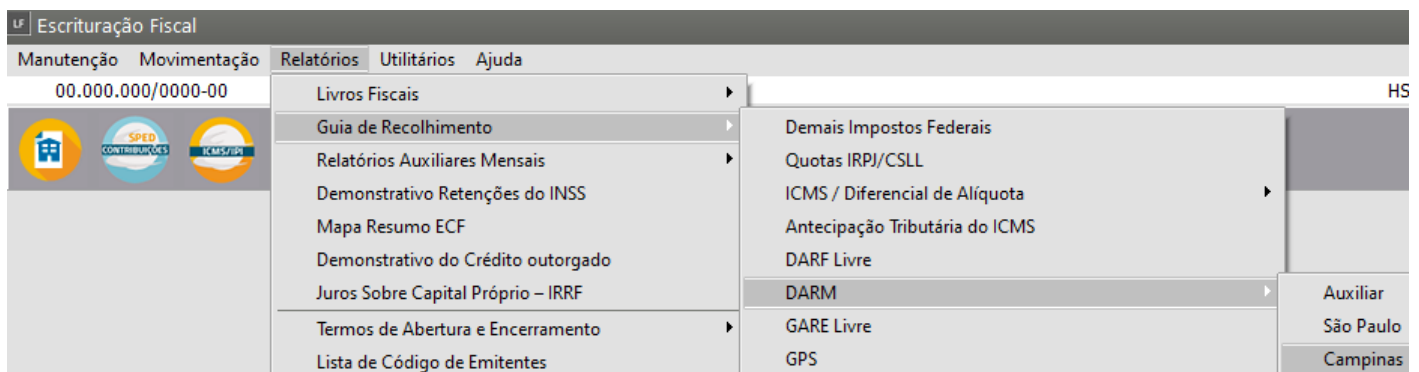 LF Escrituração Fiscal
Manutenção Movimentação Relatórios Utilitários Ajuda
00.000.000/0000-00
HS
SPED CONTRIBUIÇÕES
ICMS/IPI
Livros Fiscais
Guia de Recolhimento
Relatórios Auxiliares Mensais
Demonstrativo Retenções do INSS
Mapa Resumo ECF
Demonstrativo do Crédito outorgado
Juros Sobre Capital Próprio – IRRF
Termos de Abertura e Encerramento
Lista de Código de Emitentes
Demais Impostos Federais
Quotas IRPJ/CSLL
ICMS / Diferencial de Alíquota
Antecipação Tributária do ICMS
DARF Livre
DARM
GARE Livre
GPS
Auxiliar
São Paulo
Campinas